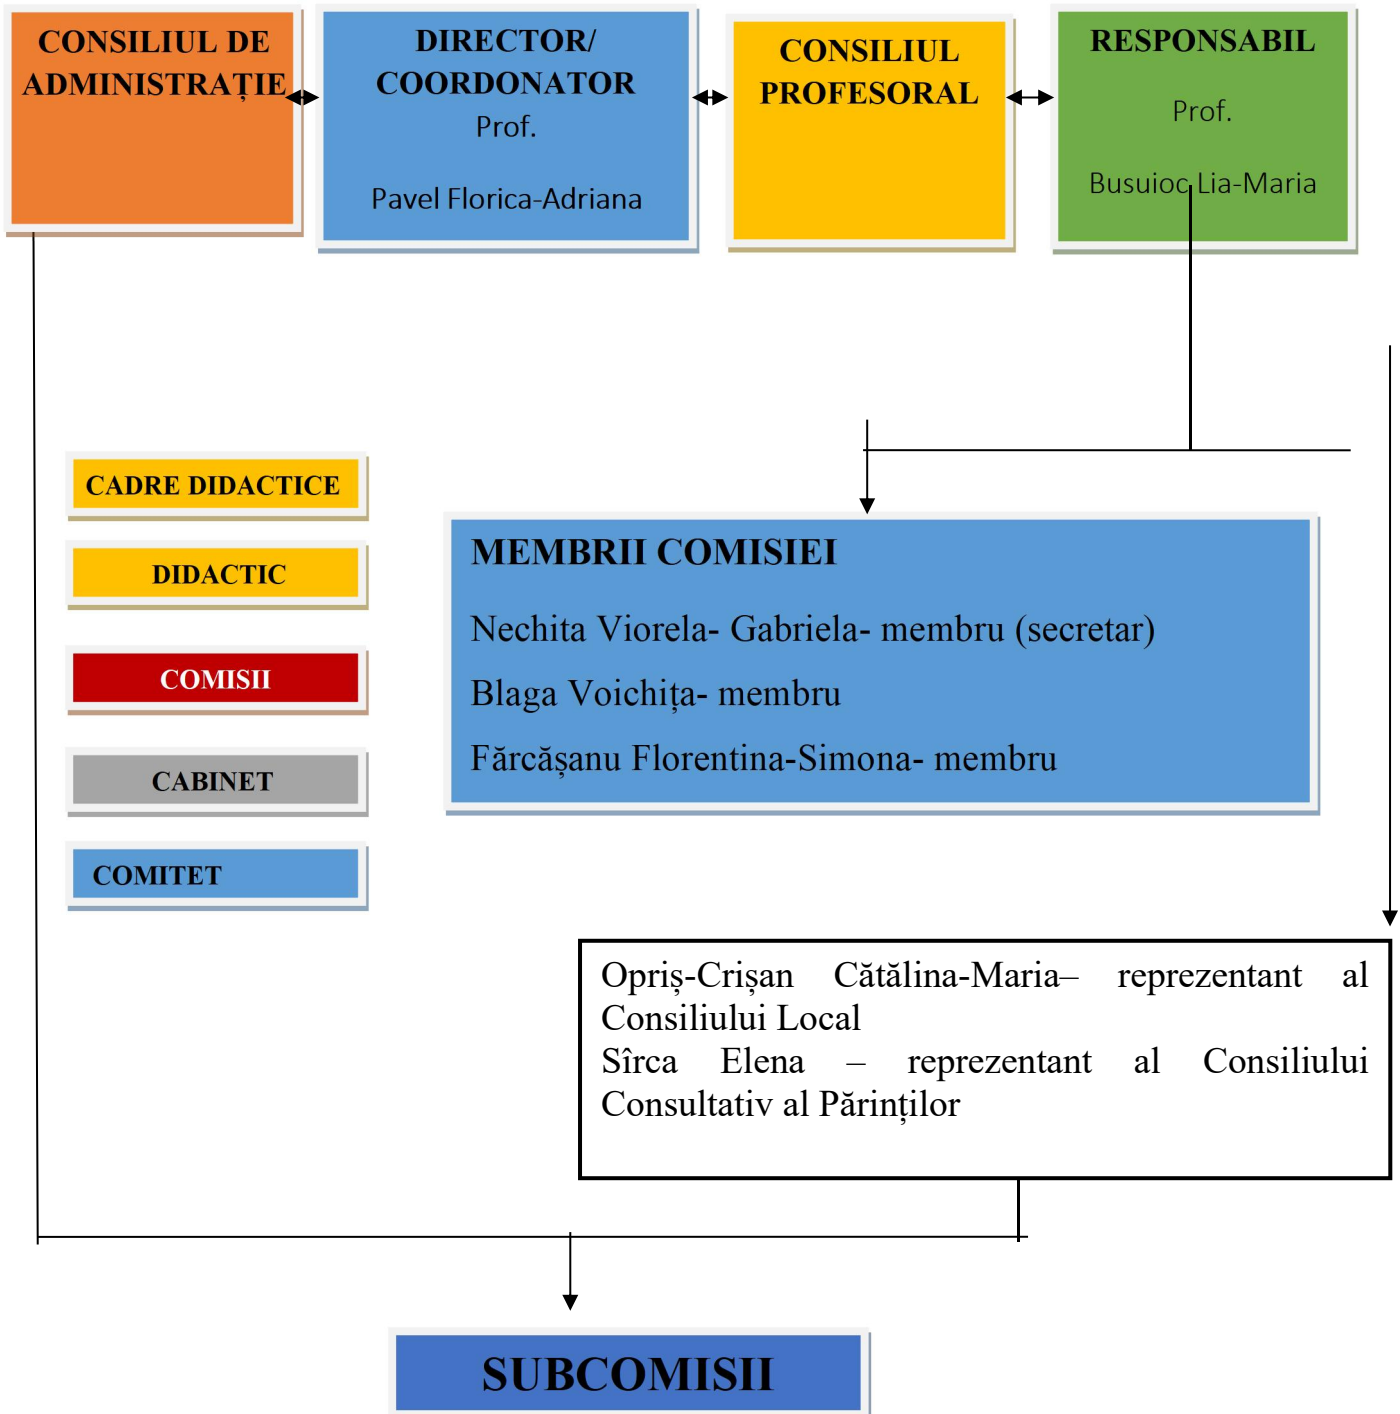 CONSILIUL DE
ADMINISTRAȚIE
DIRECTOR/
COORDONATOR
Prof.
Pavel Florica-Adriana
CONSILIUL
PROFESORAL
RESPONSABIL
Prof.
Busuioc Lia-Maria
CADRE DIDACTICE
DIDACTIC
COMISII
CABINET
COMITET
MEMBRII COMISIEI
Nechita Viorela- Gabriela- membru (secretar)
Blaga Voichița- membru
Fărcășanu Florentina-Simona- membru
Opriș-Crișan Cătălina-Maria– reprezentant al
Consiliului Local
Sîrca Elena – reprezentant al Consiliului
Consultativ al Părinților
SUBCOMISII